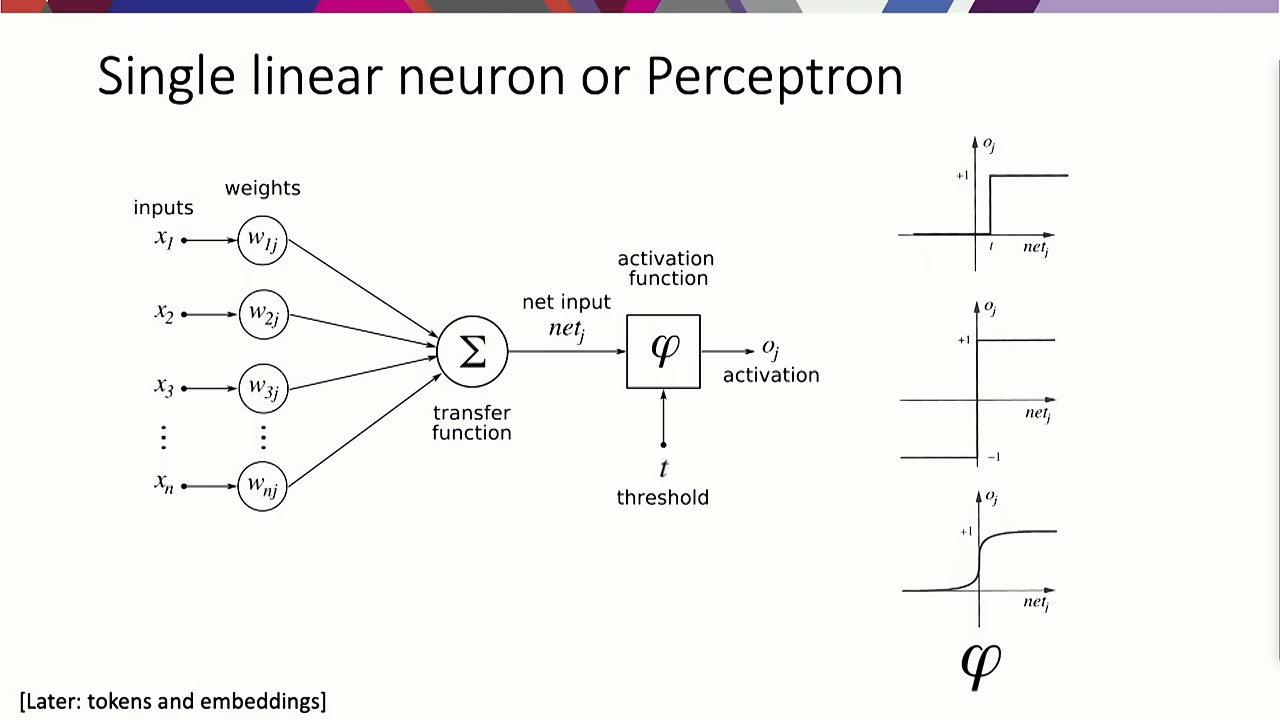 Single linear neuron or Perceptron
weights
inputs
x₁
w₁ⱼ
x₂
w₂ⱼ
x₃
w₃ⱼ
⋮ ⋮
xₙ
wₙⱼ
Σ
transfer
function
net input
netⱼ
activation
function
φ
oⱼ
activation
t
threshold
oⱼ
+1
t
netⱼ
oⱼ
+1
netⱼ
−1
oⱼ
+1
netⱼ
φ
[Later: tokens and embeddings]